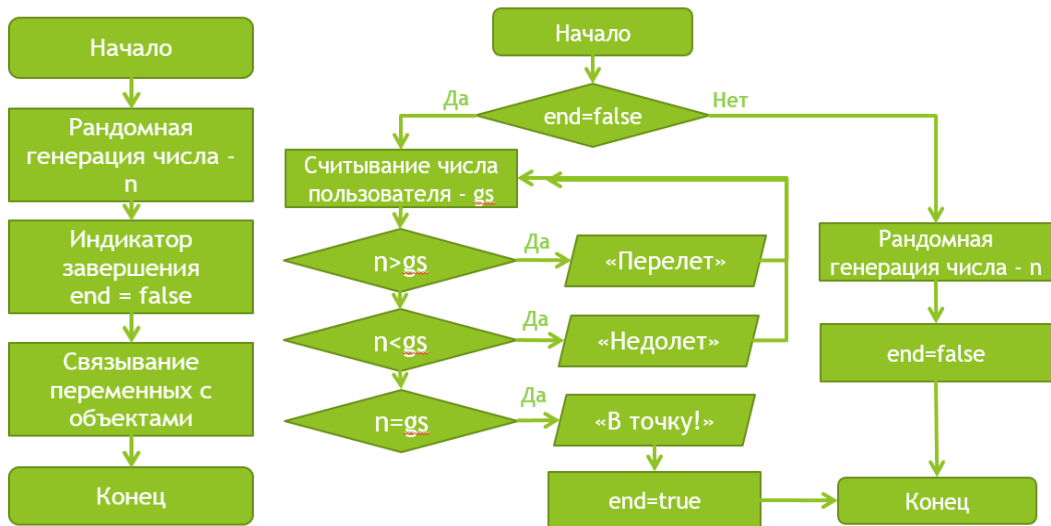 Начало
Рандомная
генерация числа -
n
Индикатор
завершения
end = false
Связывание
переменных с
объектами
Конец
Начало
end=false
Да
Нет
Считывание числа
пользователя - gs
n>gs
Да
«Перелет»
n<gs
Да
«Недолет»
n=gs
Да
«В точку!»
end=true
Рандомная
генерация числа - n
end=false
Конец